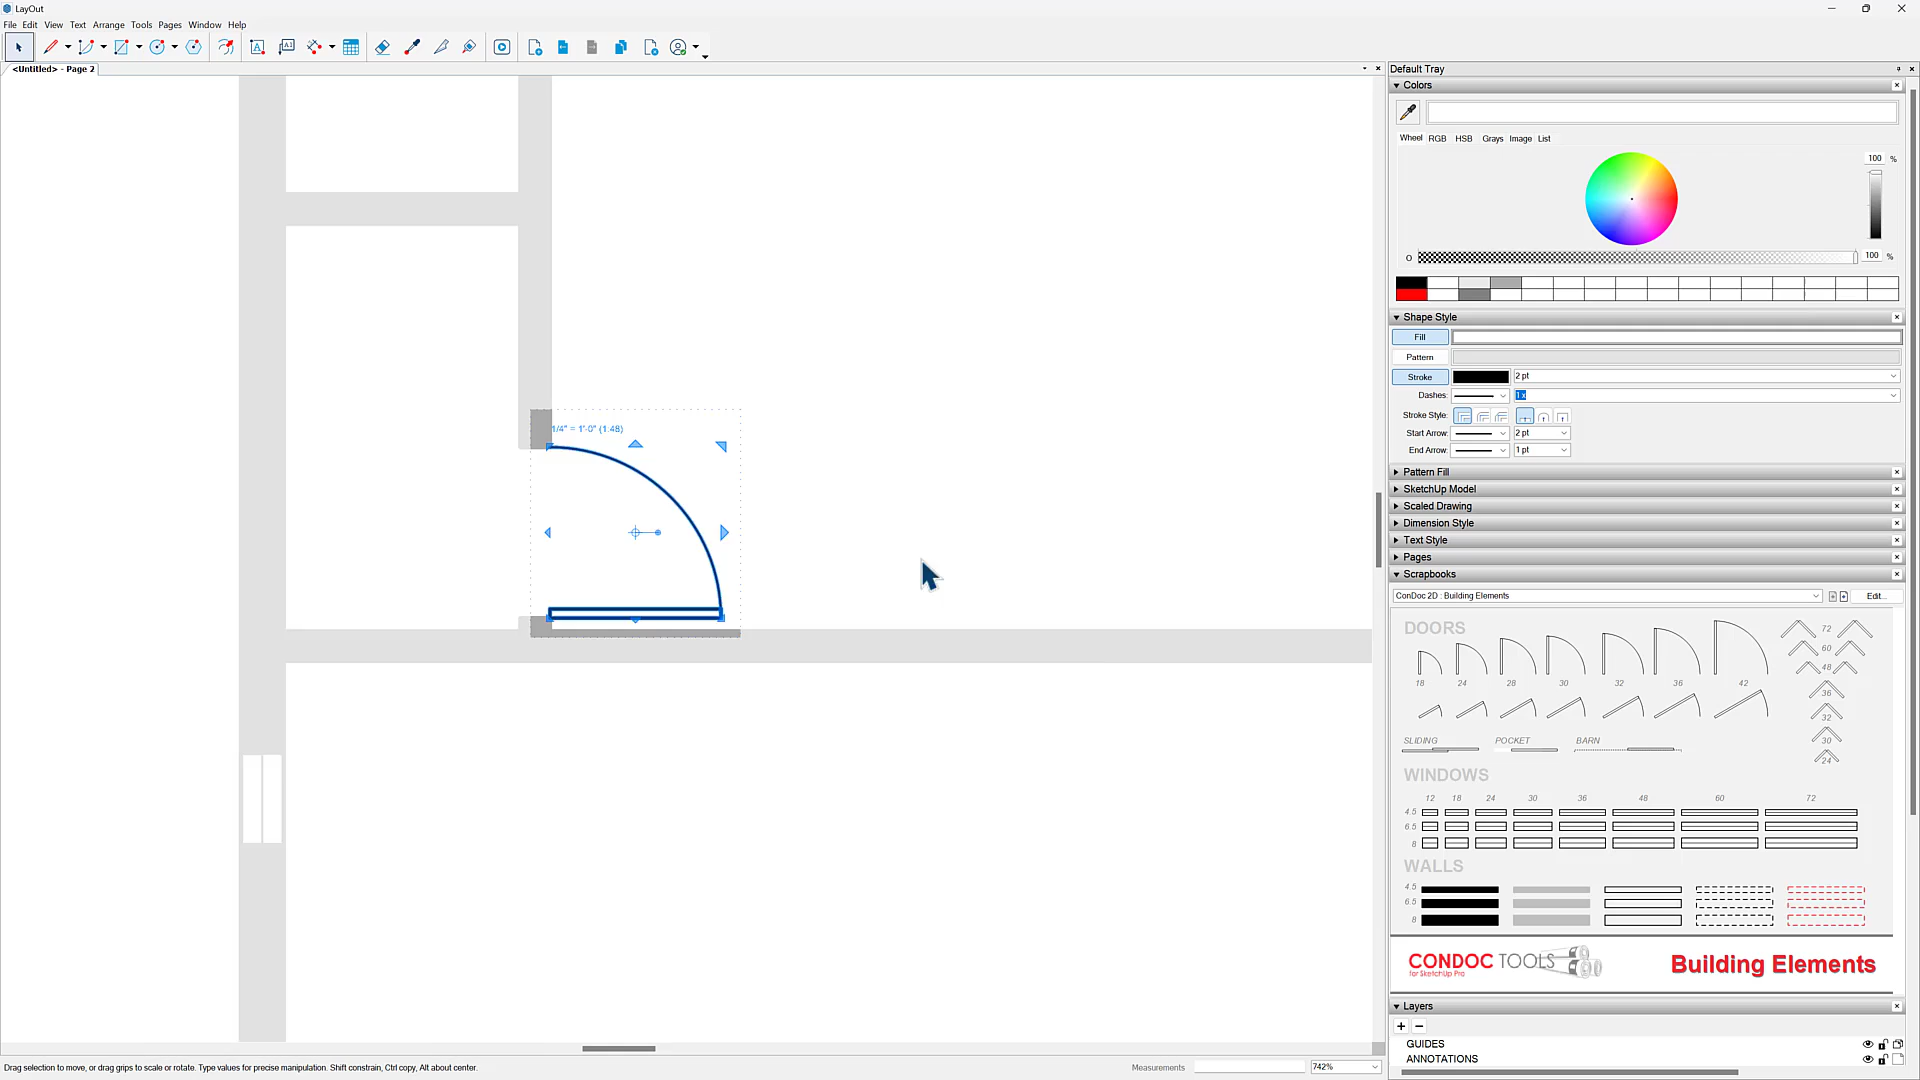 LayOut
File Edit View Text Arrange Tools Pages Window Help
<Untitled> - Page 2
1/4" = 1'-0" (1:48)
Default Tray
Colors
Wheel RGB HSB Grays Image List
100 %
O 100 %
Shape Style
Fill
Pattern
Stroke 2 pt
Dashes: 1 x
Stroke Style:
Start Arrow: 2 pt
End Arrow: 1 pt
Pattern Fill
SketchUp Model
Scaled Drawing
Dimension Style
Text Style
Pages
Scrapbooks
ConDoc 2D : Building Elements Edit...
DOORS
72
60
48
18 24 28 30 32 36 42
36
32
30
24
SLIDING POCKET BARN
WINDOWS
12 18 24 30 36 48 60 72
4.5
6.5
8
WALLS
4.5
6.5
8
CONDOC TOOLS
for SketchUp Pro
Building Elements
Layers
GUIDES
ANNOTATIONS
Drag selection to move, or drag grips to scale or rotate. Type values for precise manipulation. Shift constrain, Ctrl copy, Alt about center.
Measurements 742%